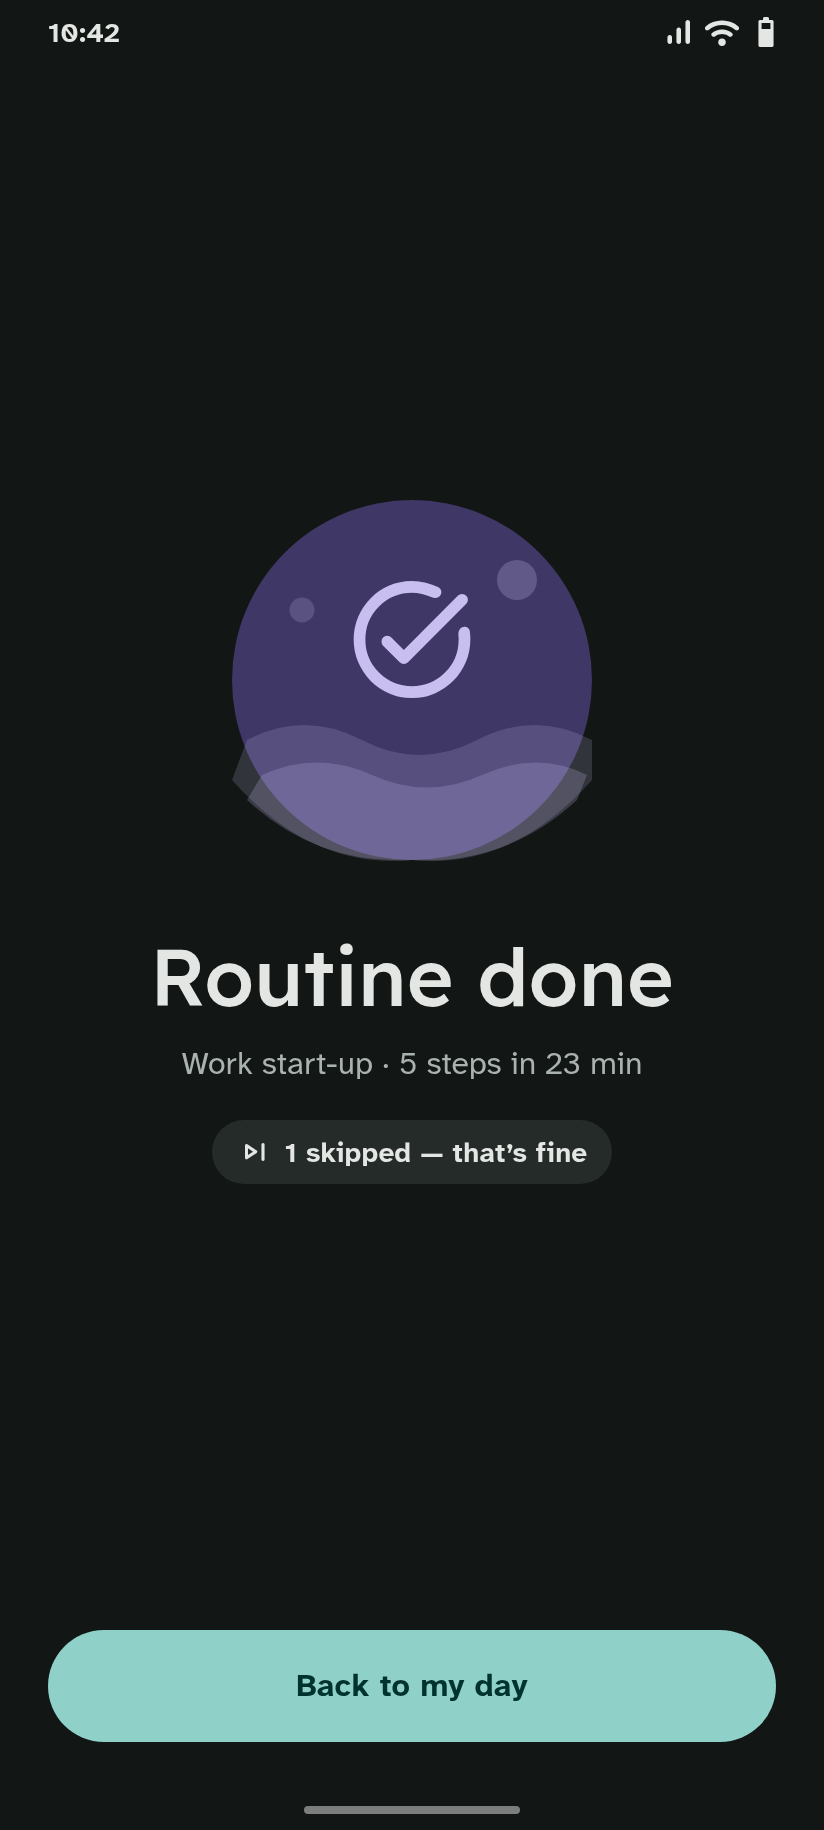 10:42
Routine done
Work start-up · 5 steps in 23 min
1 skipped — that’s fine
Back to my day